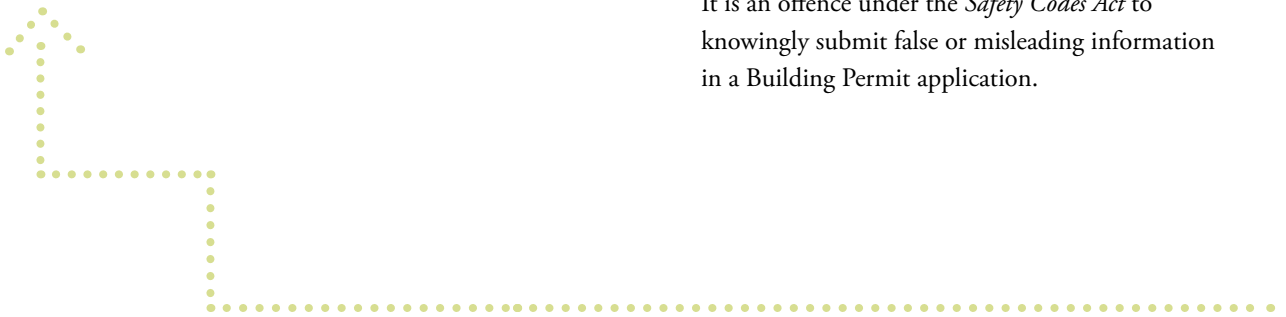 It is an offence under the Safety Codes Act to
knowingly submit false or misleading information
in a Building Permit application.